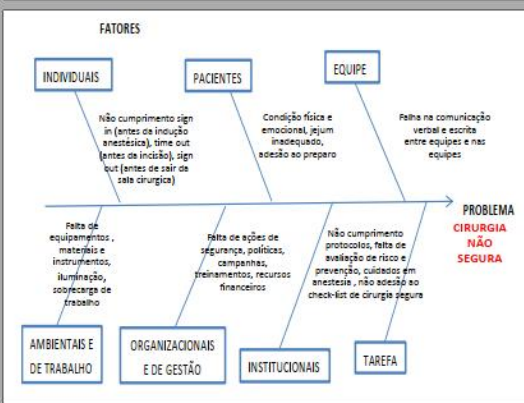 FATORES
INDIVIDUAIS
PACIENTES
EQUIPE
Não cumprimento sign
in (antes da indução
anestésica), time out
(antes da incisão), sign
out (antes de sair da
sala cirurgica)
Condição física e
emocional, jejum
inadequado,
adesão ao preparo
Falha na comunicação
verbal e escrita
entre equipes e nas
equipes
PROBLEMA
CIRURGIA
NÃO
SEGURA
Falta de
equipamentos ,
materiais e
instrumentos,
iluminação,
sobrecarga de
trabalho
Falta de ações de
segurança, políticas,
campanhas,
treinamentos, recursos
financeiros
Não cumprimento
protocolos, falta de
avaliação de risco e
prevenção, cuidados em
anestesia , não adesão ao
check-list de cirurgia segura
AMBIENTAIS E
DE TRABALHO
ORGANIZACIONAIS
E DE GESTÃO
INSTITUCIONAIS
TAREFA